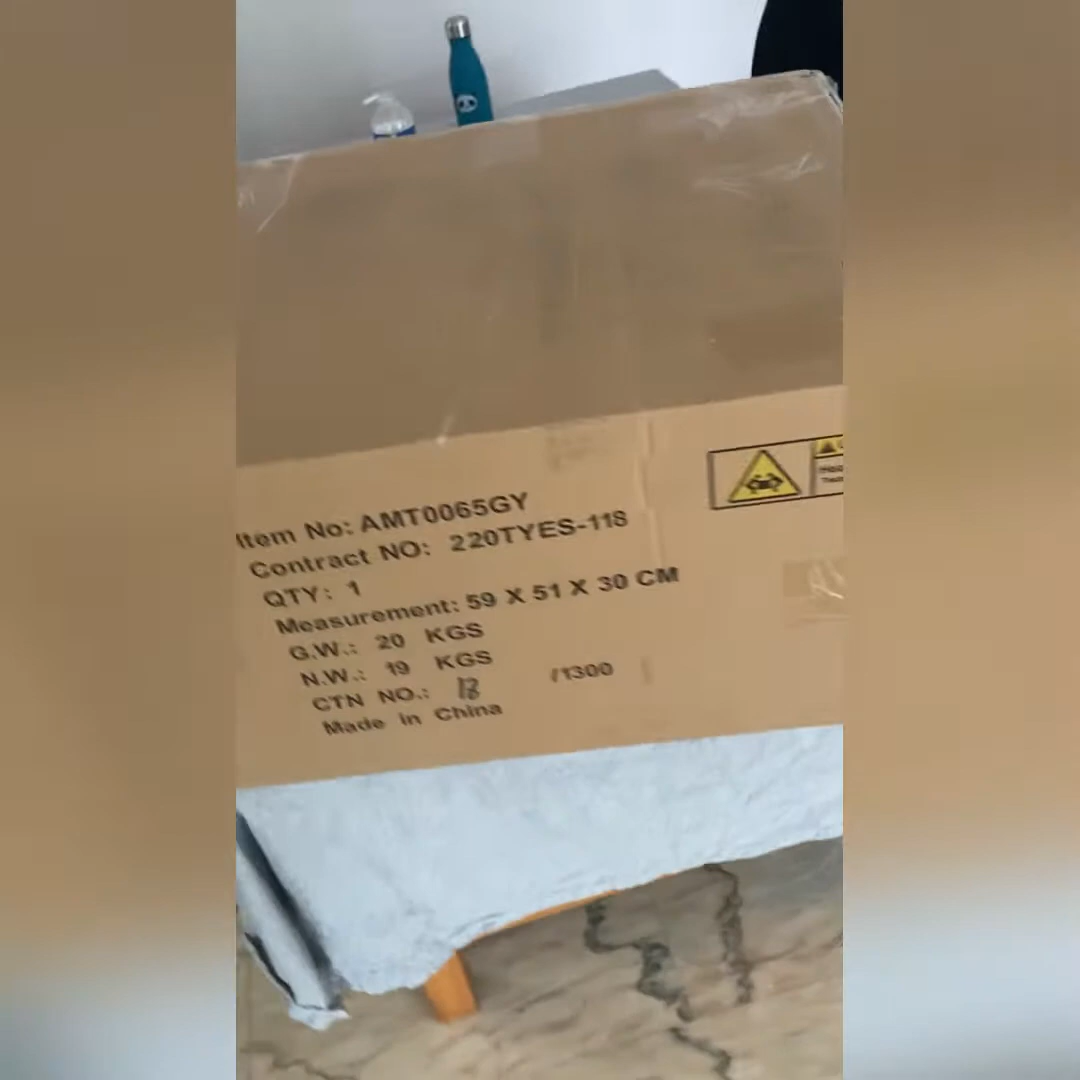 Item No: AMT0065GY
Contract NO: 220TYES-118
QTY: 1
Measurement: 59 X 51 X 30 CM
G.W.: 20 KGS
N.W.: 19 KGS
CTN NO.: 13 /1300
Made in China